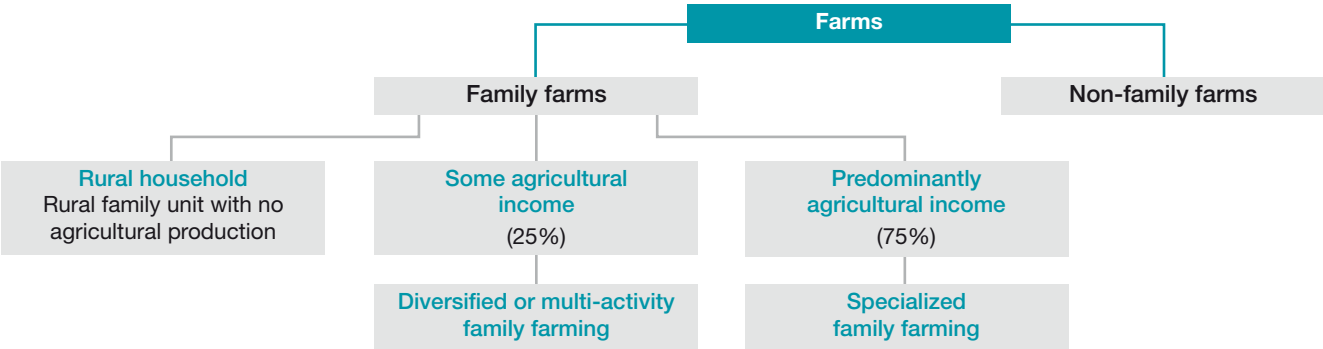 Farms
Family farms
Non-family farms
Rural household
Rural family unit with no
agricultural production
Some agricultural
income
(25%)
Predominantly
agricultural income
(75%)
Diversified or multi-activity
family farming
Specialized
family farming